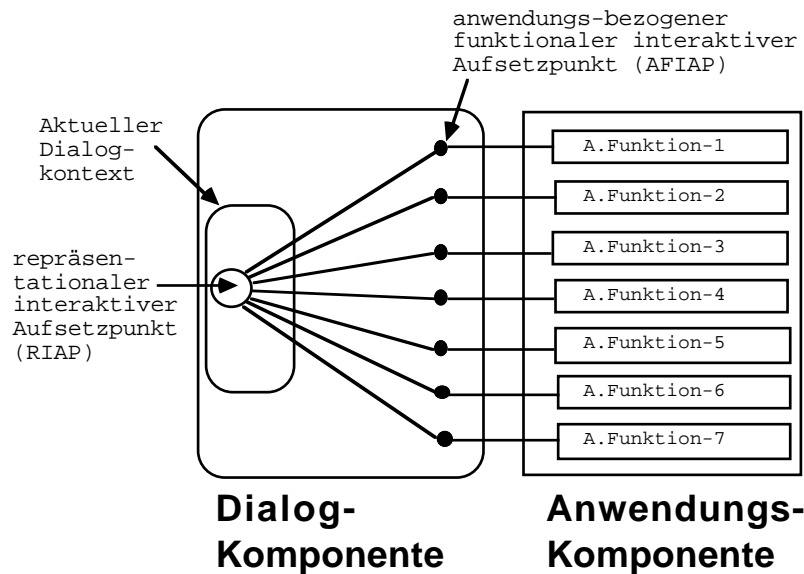 anwendungs-bezogener
funktionaler interaktiver
Aufsetzpunkt (AFIAP)
Aktueller
Dialog-
kontext
repräsen-
tationaler
interaktiver
Aufsetzpunkt
(RIAP)
A.Funktion-1
A.Funktion-2
A.Funktion-3
A.Funktion-4
A.Funktion-5
A.Funktion-6
A.Funktion-7
Dialog-
Komponente
Anwendungs-
Komponente